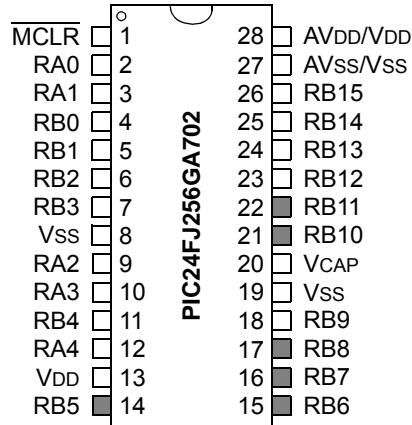 MCLR 1 28 AVDD/VDD
RA0 2 27 AVSS/VSS
RA1 3 26 RB15
RB0 4 25 RB14
RB1 5 24 RB13
RB2 6 23 RB12
RB3 7 22 RB11
VSS 8 21 RB10
RA2 9 20 VCAP
RA3 10 19 VSS
RB4 11 18 RB9
RA4 12 17 RB8
VDD 13 16 RB7
RB5 14 15 RB6
PIC24FJ256GA702